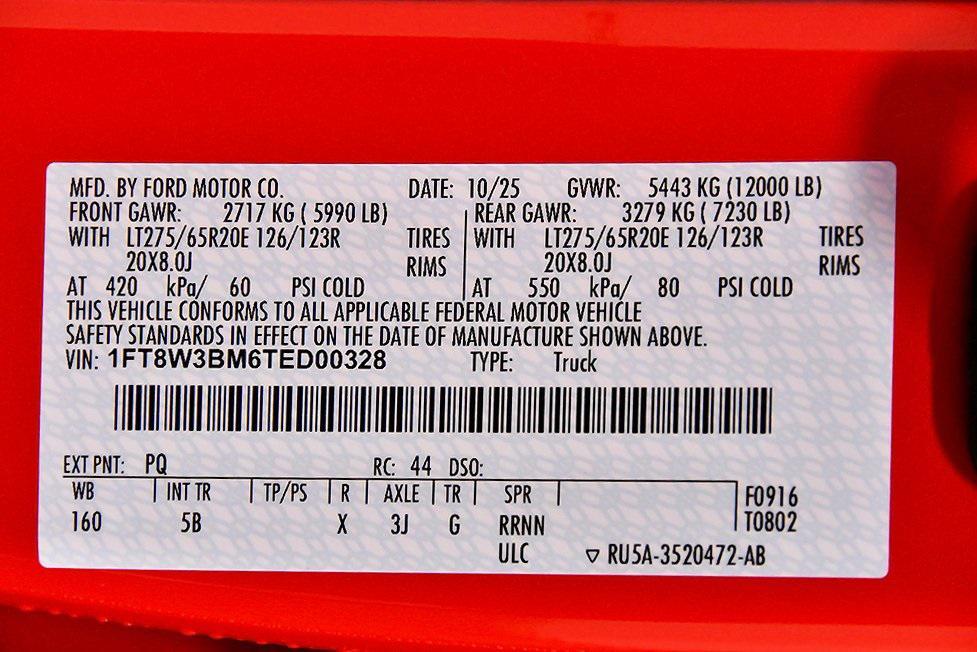 MFD. BY FORD MOTOR CO. DATE: 10/25 GVWR: 5443 KG (12000 LB)
FRONT GAWR: 2717 KG ( 5990 LB) REAR GAWR: 3279 KG ( 7230 LB)
WITH LT275/65R20E 126/123R TIRES WITH LT275/65R20E 126/123R TIRES
20X8.0J RIMS 20X8.0J RIMS
AT 420 kPa/ 60 PSI COLD AT 550 kPa/ 80 PSI COLD
THIS VEHICLE CONFORMS TO ALL APPLICABLE FEDERAL MOTOR VEHICLE
SAFETY STANDARDS IN EFFECT ON THE DATE OF MANUFACTURE SHOWN ABOVE.
VIN: 1FT8W3BM6TED00328 TYPE: Truck
EXT PNT: PQ RC: 44 DSO:
WB INT TR TP/PS R AXLE TR SPR F0916
160 5B X 3J G RRNN T0802
ULC ▽ RU5A-3520472-AB